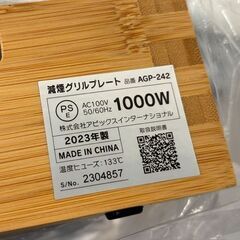 減煙グリルプレート 品番 AGP-242
PS
E
AC100V
50/60Hz
1000W
株式会社アピックスインターナショナル
2023年製
MADE IN CHINA
取扱説明書
温度ヒューズ:133℃
S/No. 2304857